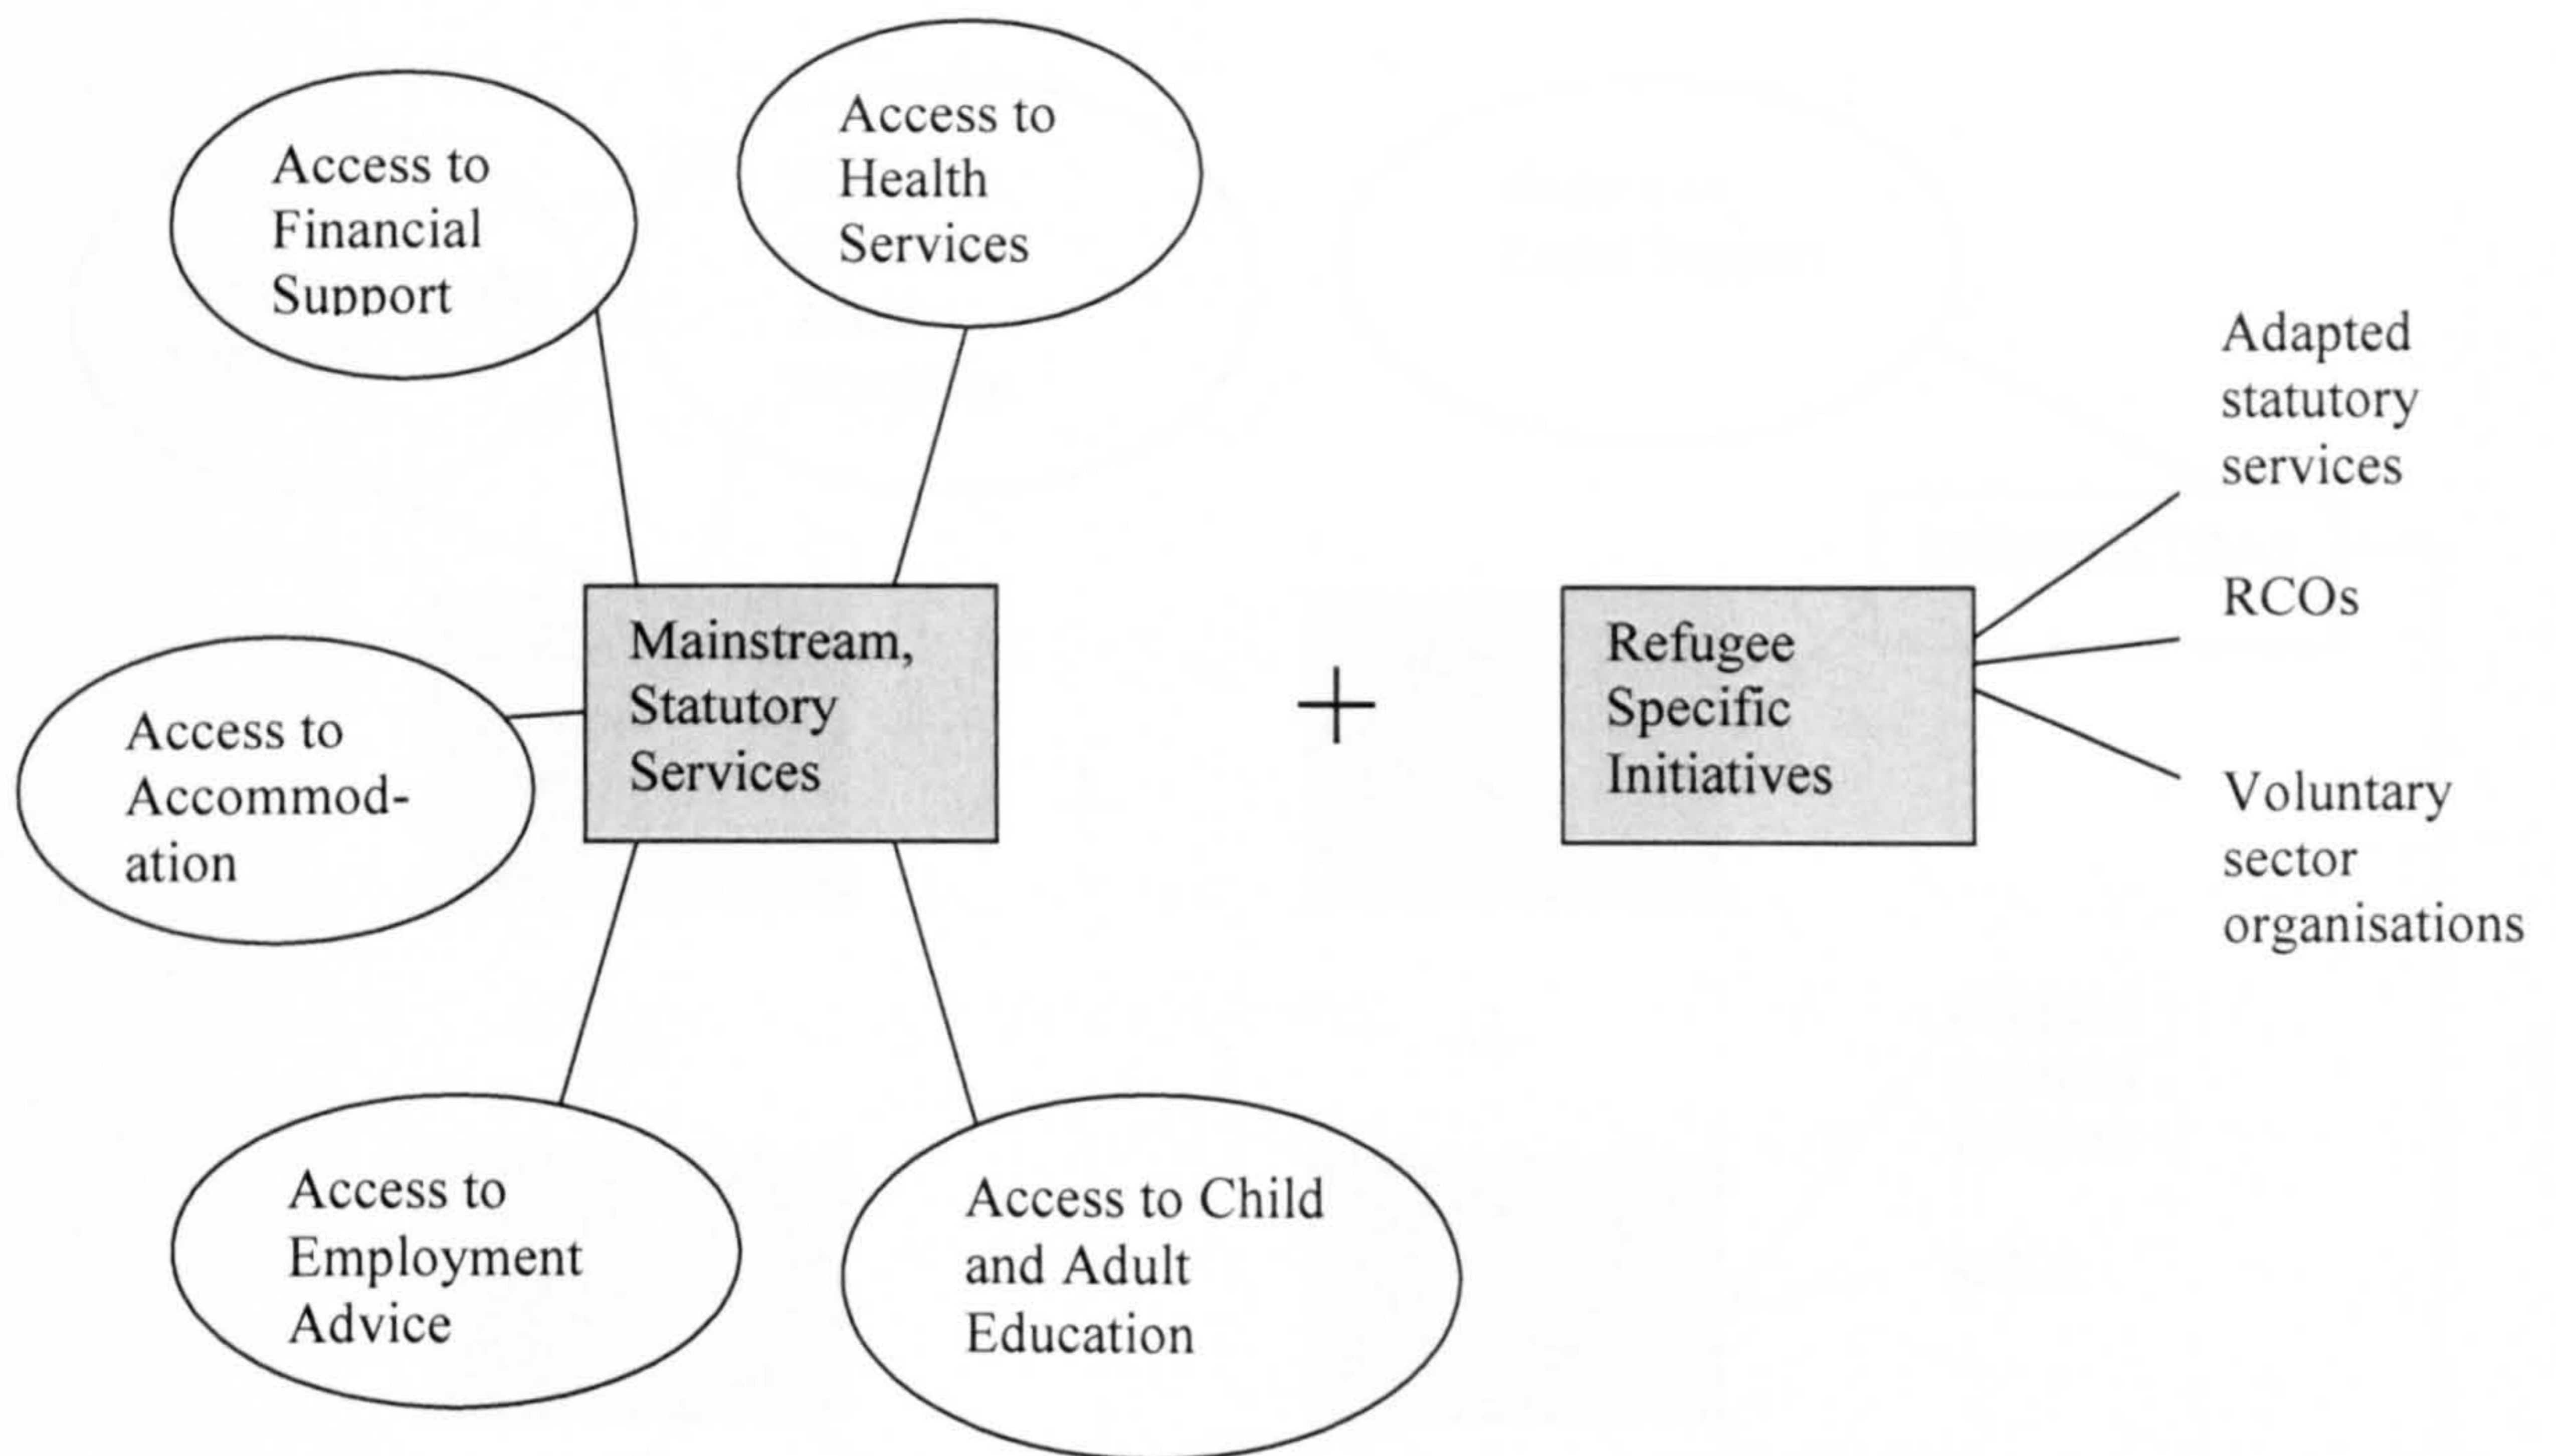 Access to
Financial
Support
Access to
Health
Services
Access to
Accommod-
ation
Mainstream,
Statutory
Services
Access to
Employment
Advice
Access to Child
and Adult
Education
+
Refugee
Specific
Initiatives
Adapted
statutory
services
RCOs
Voluntary
sector
organisations